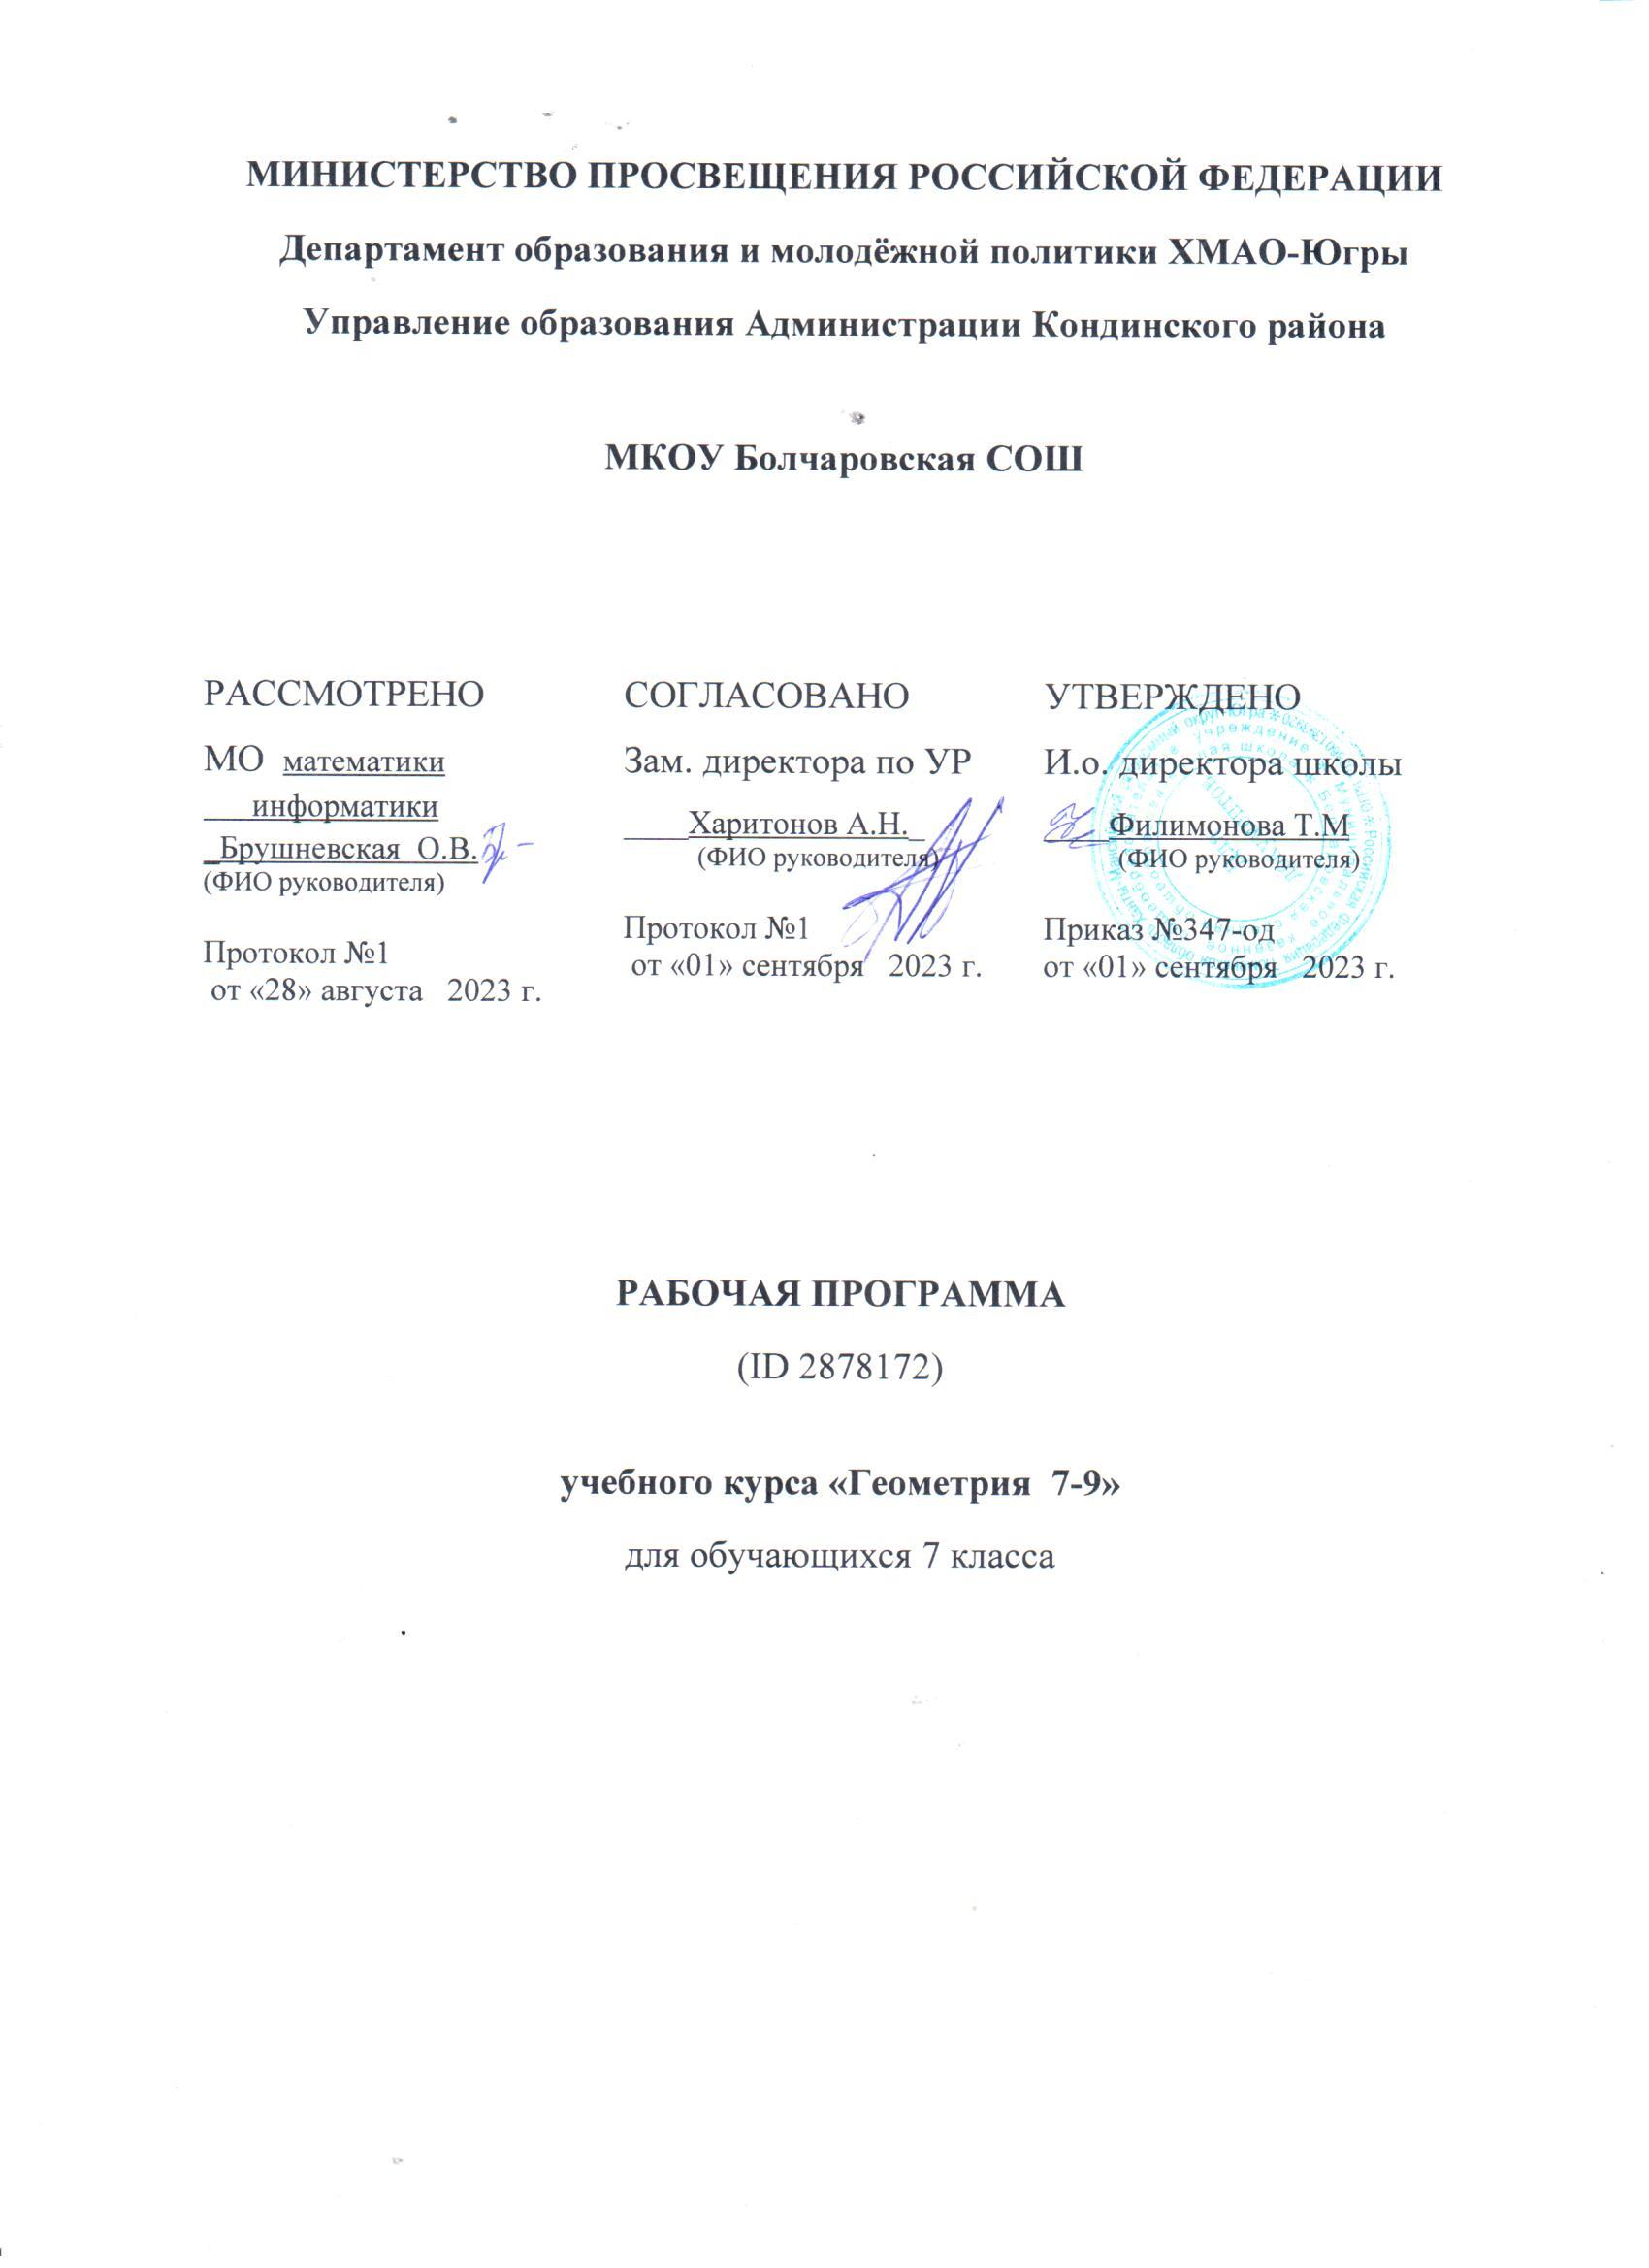 МИНИСТЕРСТВО ПРОСВЕЩЕНИЯ РОССИЙСКОЙ ФЕДЕРАЦИИ
Департамент образования и молодёжной политики ХМАО-Югры
Управление образования Администрации Кондинского района
МКОУ Болчаровская СОШ
РАССМОТРЕНО
МО математики
информатики
Брушневская О.В.
(ФИО руководителя)
Протокол №1
от «28» августа 2023 г.
СОГЛАСОВАНО
Зам. директора по УР
Харитонов А.Н.
(ФИО руководителя)
Протокол №1
от «01» сентября 2023 г.
УТВЕРЖДЕНО
И.о. директора школы
Филимонова Т.М
(ФИО руководителя)
Приказ №347-од
от «01» сентября 2023 г.
РАБОЧАЯ ПРОГРАММА
(ID 2878172)
учебного курса «Геометрия 7-9»
для обучающихся 7 класса